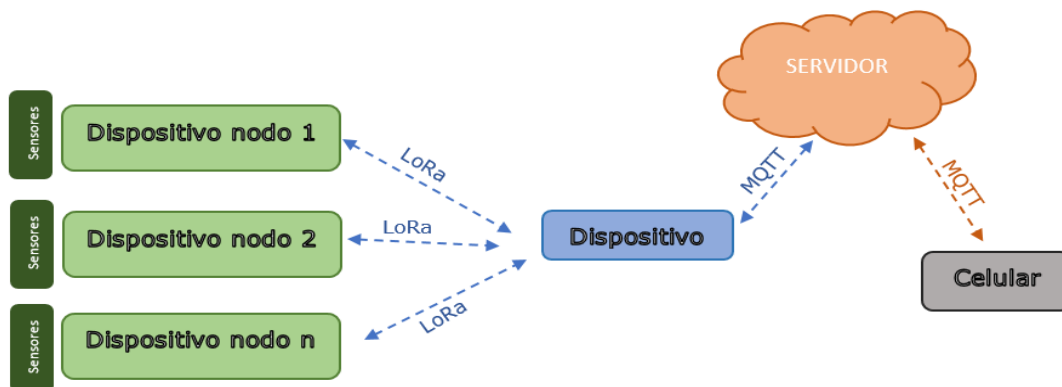 SERVIDOR
Sensores
Dispositivo nodo 1
LoRa
MQTT
MQTT
Sensores
Dispositivo nodo 2
LoRa
Dispositivo
Celular
Sensores
Dispositivo nodo n
LoRa